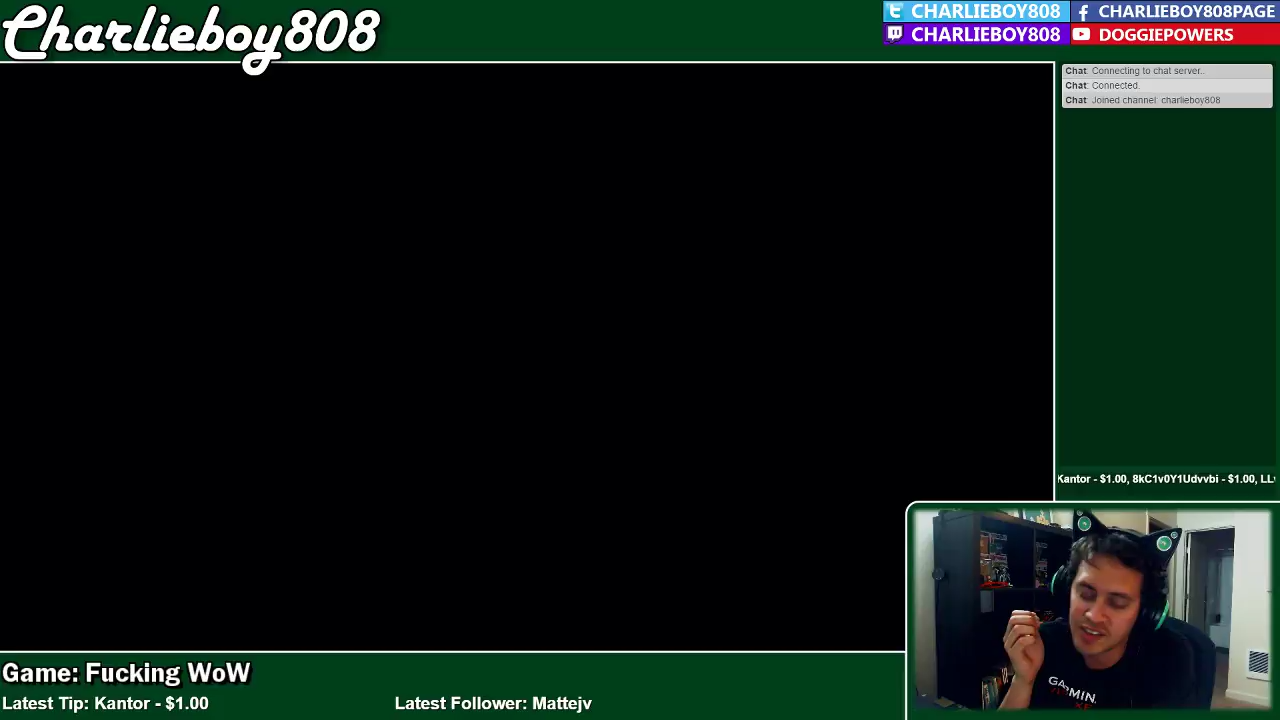 Charlieboy808
CHARLIEBOY808
CHARLIEBOY808PAGE
CHARLIEBOY808
DOGGIEPOWERS
Chat: Connecting to chat server..
Chat: Connected.
Chat: Joined channel: charlieboy808
Kantor - $1.00, 8kC1v0Y1Udvvbi - $1.00, LL
GARMIN.
Game: Fucking WoW
Latest Tip: Kantor - $1.00
Latest Follower: Mattejv